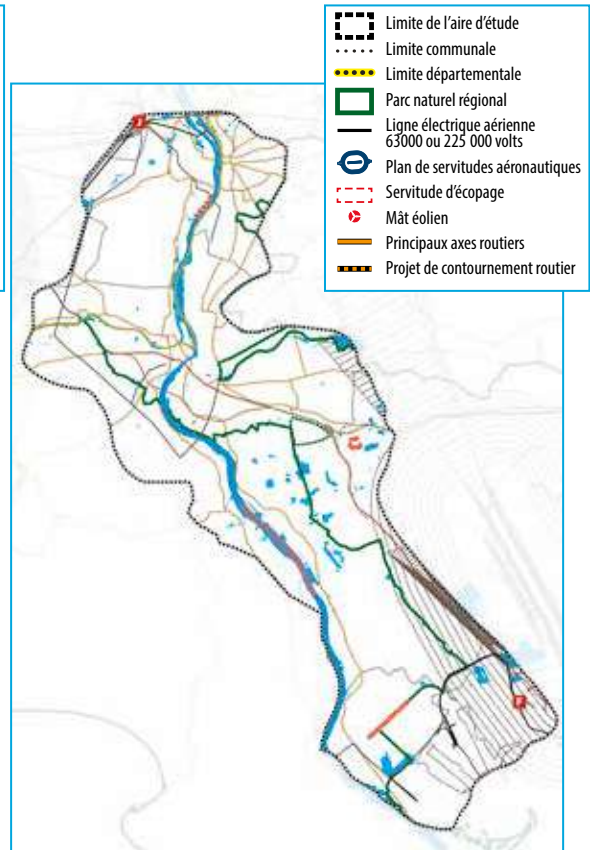 Limite de l'aire d'étude
Limite communale
Limite départementale
Parc naturel régional
Ligne électrique aérienne
63000 ou 225 000 volts
Plan de servitudes aéronautiques
Servitude d'écopage
Mât éolien
Principaux axes routiers
Projet de contournement routier